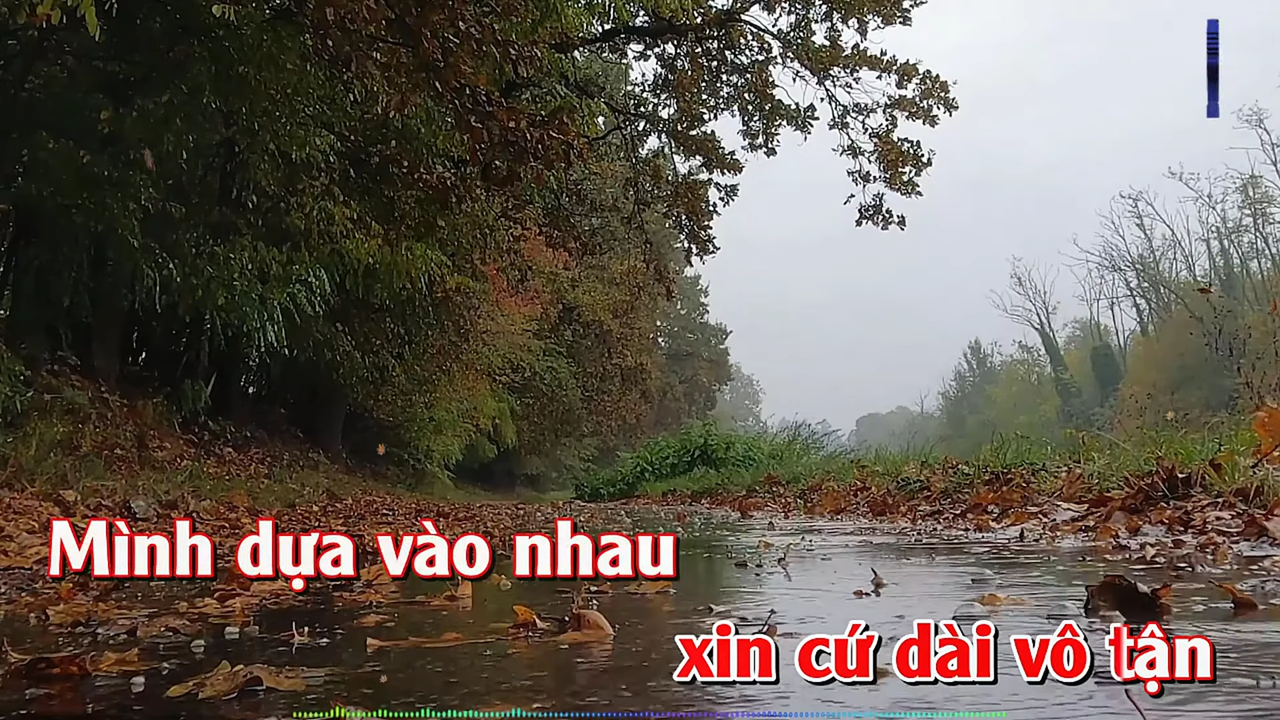 Mình dựa vào nhau
xin cứ dài vô tận